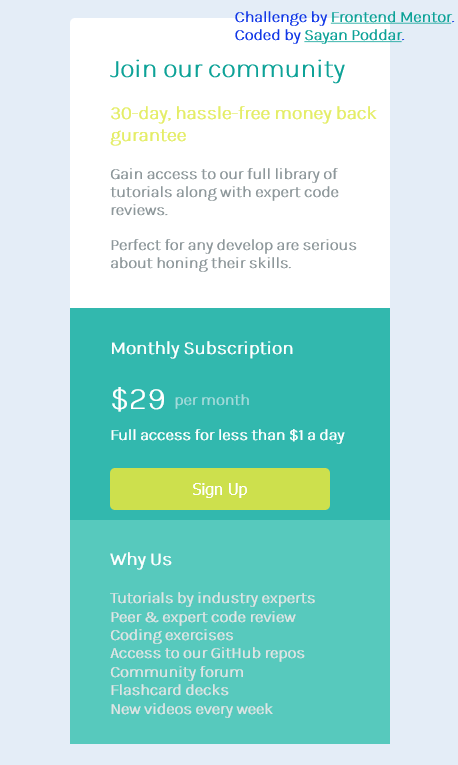 Challenge by Frontend Mentor.
Coded by Sayan Poddar.
Join our community
30-day, hassle-free money back
gurantee
Gain access to our full library of
tutorials along with expert code
reviews.
Perfect for any develop are serious
about honing their skills.
Monthly Subscription
$29 per month
Full access for less than $1 a day
Sign Up
Why Us
Tutorials by industry experts
Peer & expert code review
Coding exercises
Access to our GitHub repos
Community forum
Flashcard decks
New videos every week